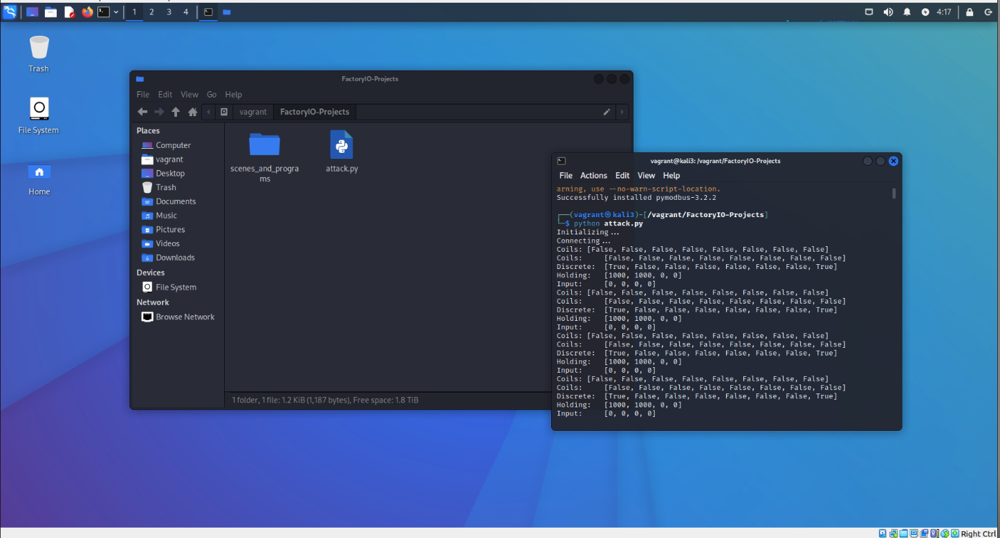 1 2 3 4
4:17
Trash
File System
Home
FactoryIO-Projects
File Edit View Go Help
vagrant FactoryIO-Projects
Places
Computer
vagrant
Desktop
Trash
Documents
Music
Pictures
Videos
Downloads
Devices
File System
Network
Browse Network
scenes_and_progra
ms
attack.py
1 folder, 1 file: 1.2 KiB (1,187 bytes), Free space: 1.8 TiB
vagrant@kali3: /vagrant/FactoryIO-Projects
File Actions Edit View Help
arning, use --no-warn-script-location.
Successfully installed pymodbus-3.2.2
(vagrant㉿kali3)-[/vagrant/FactoryIO-Projects]
$ python attack.py
Initializing...
Connecting...
Coils: [False, False, False, False, False, False, False, False]
Coils: [False, False, False, False, False, False, False, False]
Discrete: [True, False, False, False, False, False, False, True]
Holding: [1000, 1000, 0, 0]
Input: [0, 0, 0, 0]
Coils: [False, False, False, False, False, False, False, False]
Coils: [False, False, False, False, False, False, False, False]
Discrete: [True, False, False, False, False, False, False, True]
Holding: [1000, 1000, 0, 0]
Input: [0, 0, 0, 0]
Coils: [False, False, False, False, False, False, False, False]
Coils: [False, False, False, False, False, False, False, False]
Discrete: [True, False, False, False, False, False, False, True]
Holding: [1000, 1000, 0, 0]
Input: [0, 0, 0, 0]
Coils: [False, False, False, False, False, False, False, False]
Coils: [False, False, False, False, False, False, False, False]
Discrete: [True, False, False, False, False, False, False, True]
Holding: [1000, 1000, 0, 0]
Input: [0, 0, 0, 0]
Right Ctrl